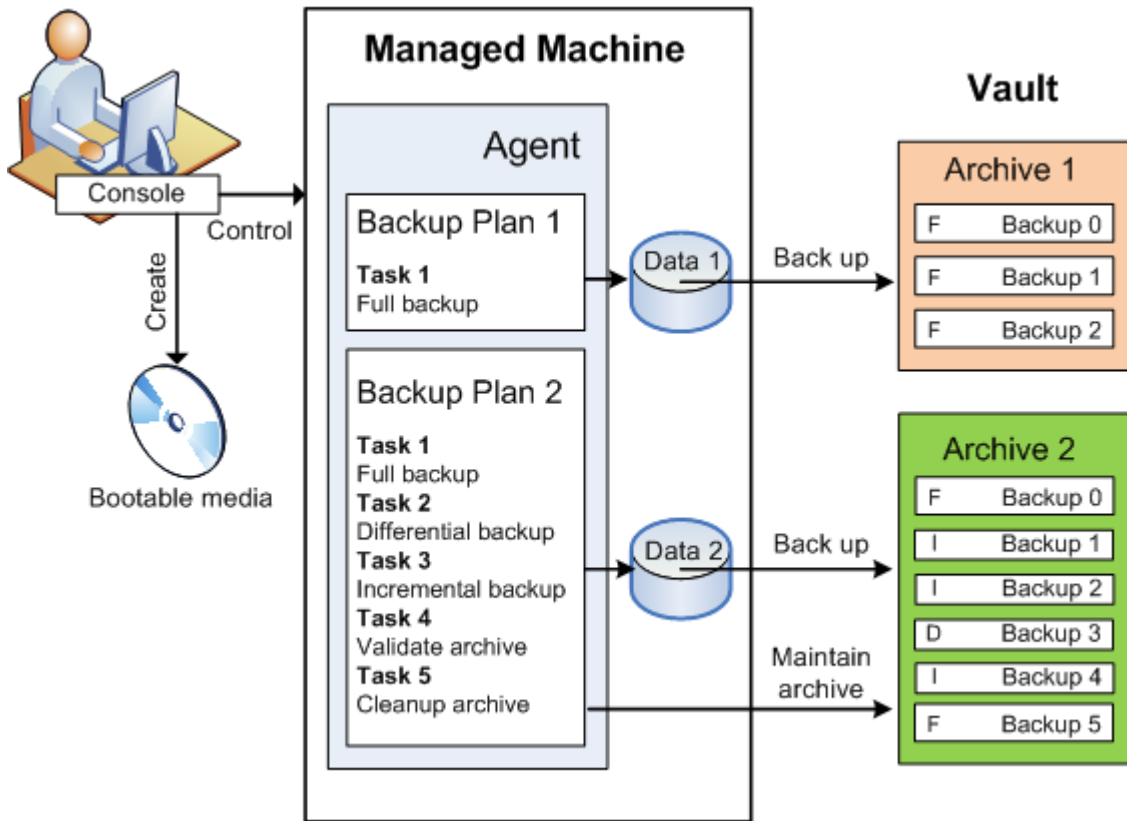 Managed Machine
Vault
Console
Control
Create
Bootable media
Agent
Backup Plan 1
Task 1
Full backup
Backup Plan 2
Task 1
Full backup
Task 2
Differential backup
Task 3
Incremental backup
Task 4
Validate archive
Task 5
Cleanup archive
Data 1
Back up
Data 2
Back up
Maintain
archive
Archive 1
F Backup 0
F Backup 1
F Backup 2
Archive 2
F Backup 0
I Backup 1
I Backup 2
D Backup 3
I Backup 4
F Backup 5